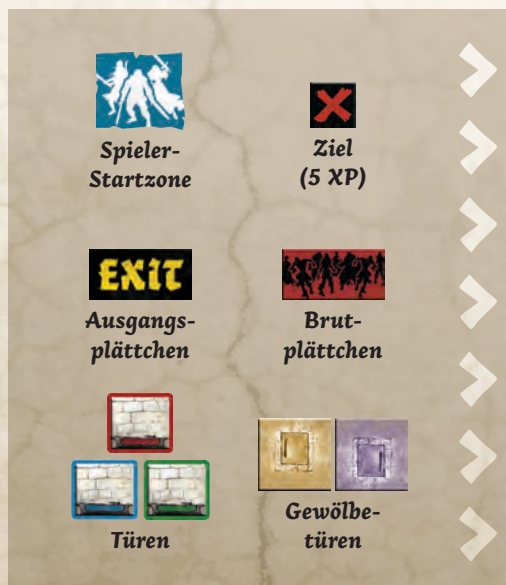 Spieler-
Startzone
X
Ziel
(5 XP)
EXIT
Ausgangs-
plättchen
Brut-
plättchen
Türen
Gewölbe-
türen